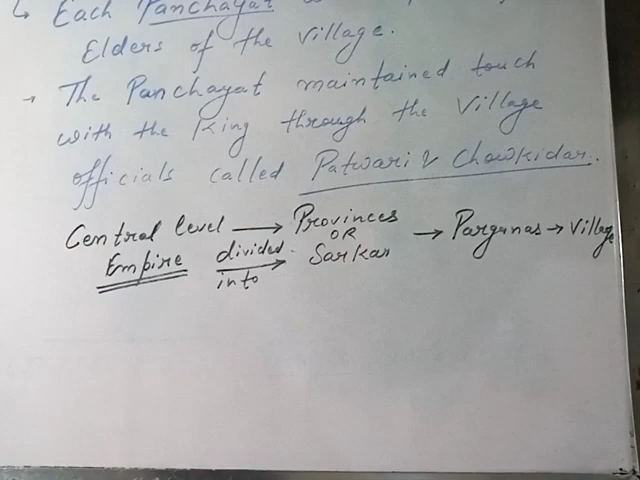 ↳ Each Panchayat
Elders of the village.
→ The Panchayat maintained touch
with the King through the Village
officials called Patwari & Chowkidar.
Central level → Provinces OR Sarkar → Parganas → Village
Empire divided into →